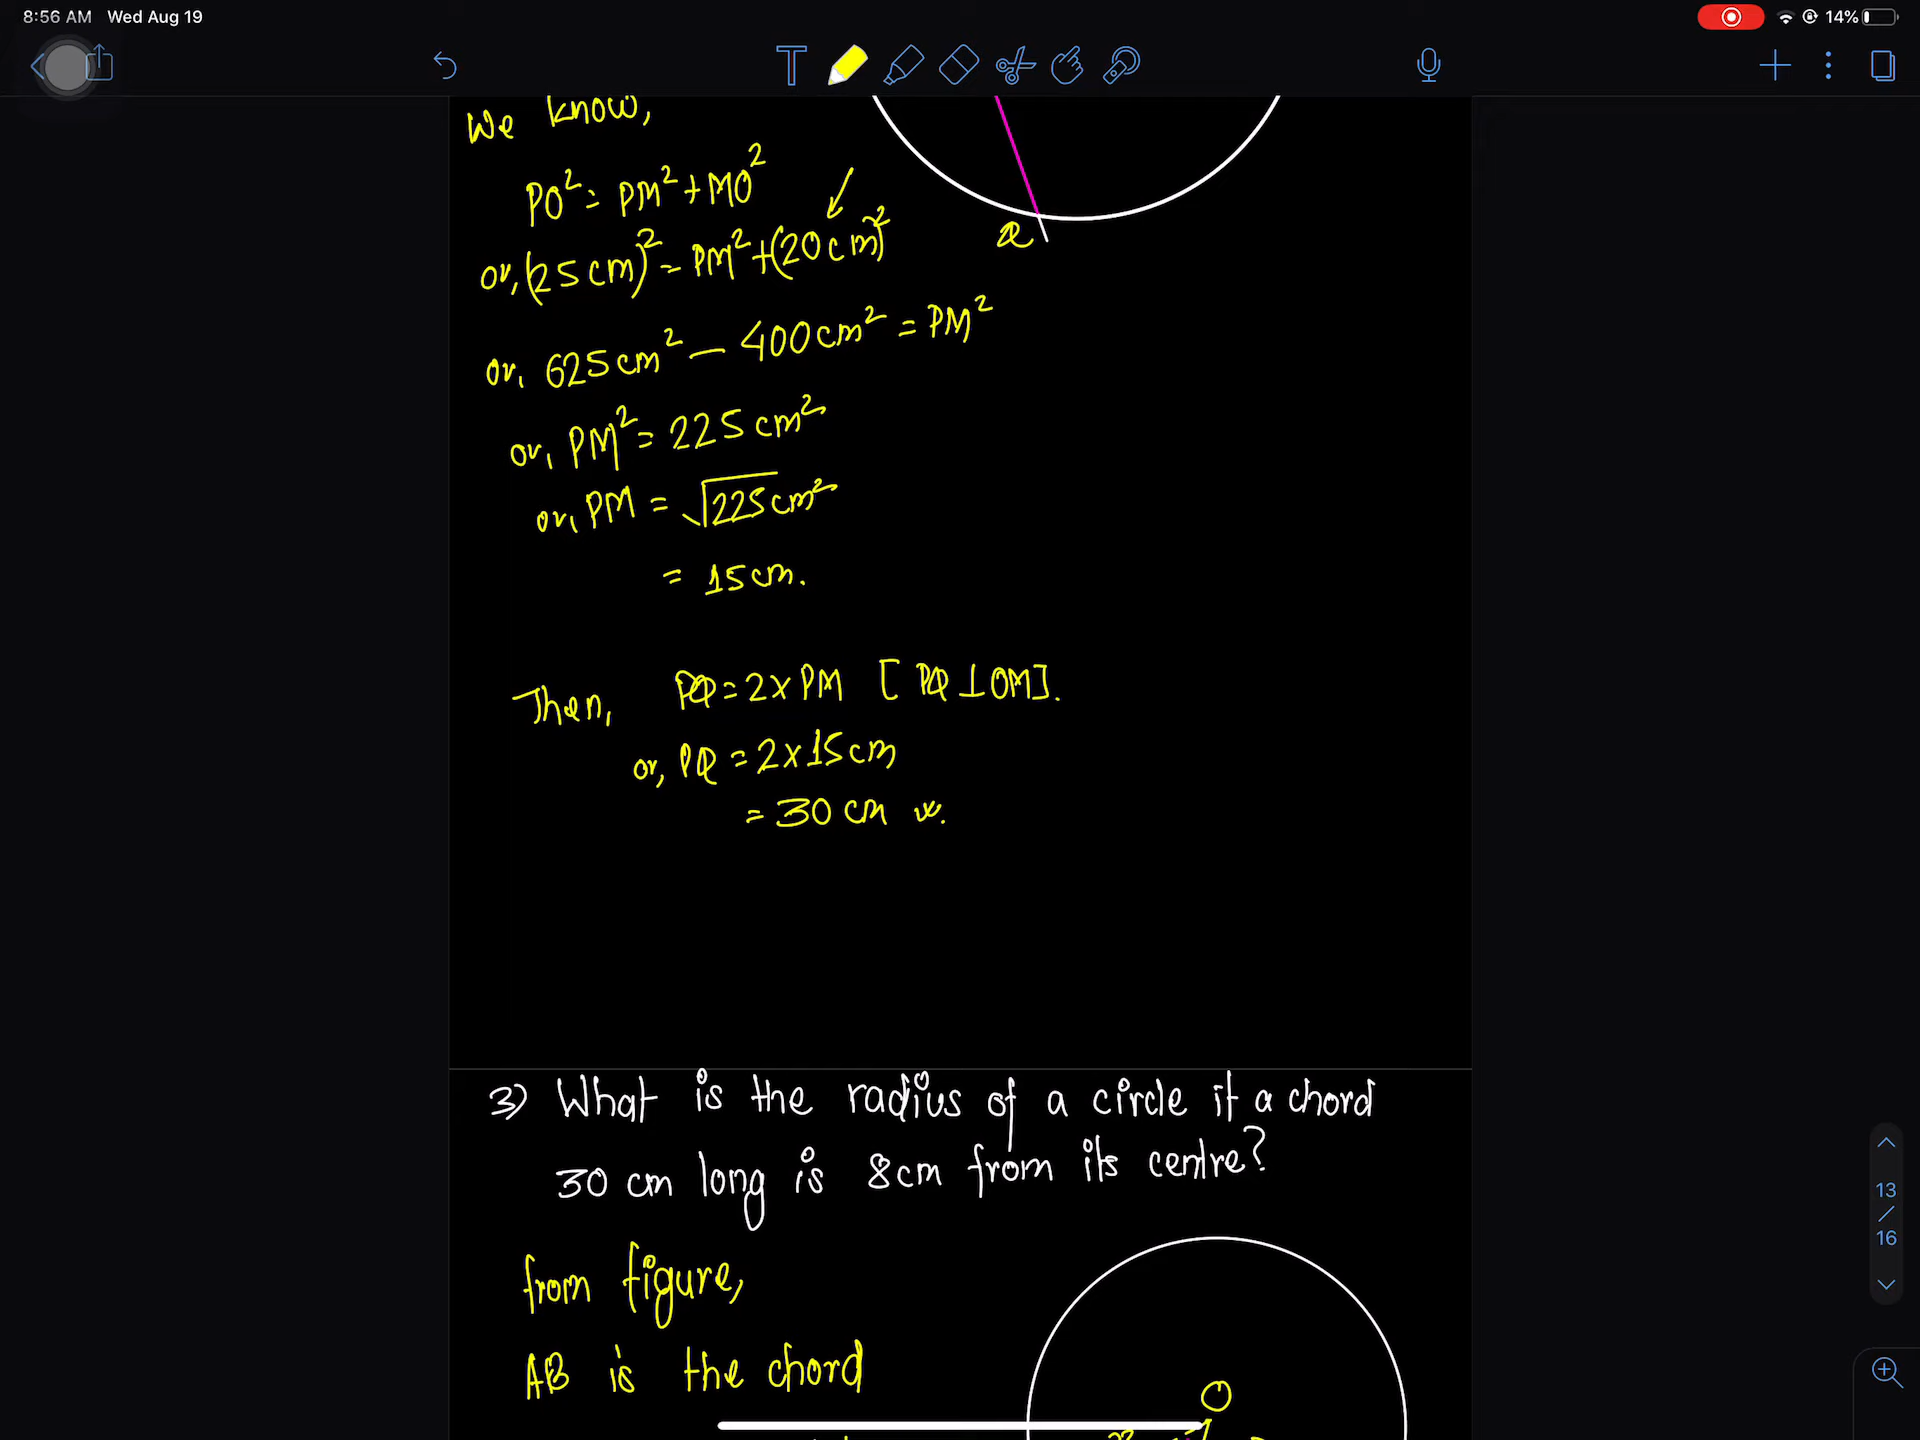 8:56 AM Wed Aug 19
14%
We know,
PO² = PM² + MO²
or, (25 cm)² = PM² + (20 cm)²
Q
or, 625 cm² – 400 cm² = PM²
or, PM² = 225 cm²
or, PM = √225 cm²
= 15 cm.
Then, PQ = 2 x PM [ PQ ⊥ OM ].
or, PQ = 2 x 15 cm
= 30 cm
3) What is the radius of a circle if a chord
30 cm long is 8 cm from its centre?
from figure,
AB is the chord
O
13
/
16